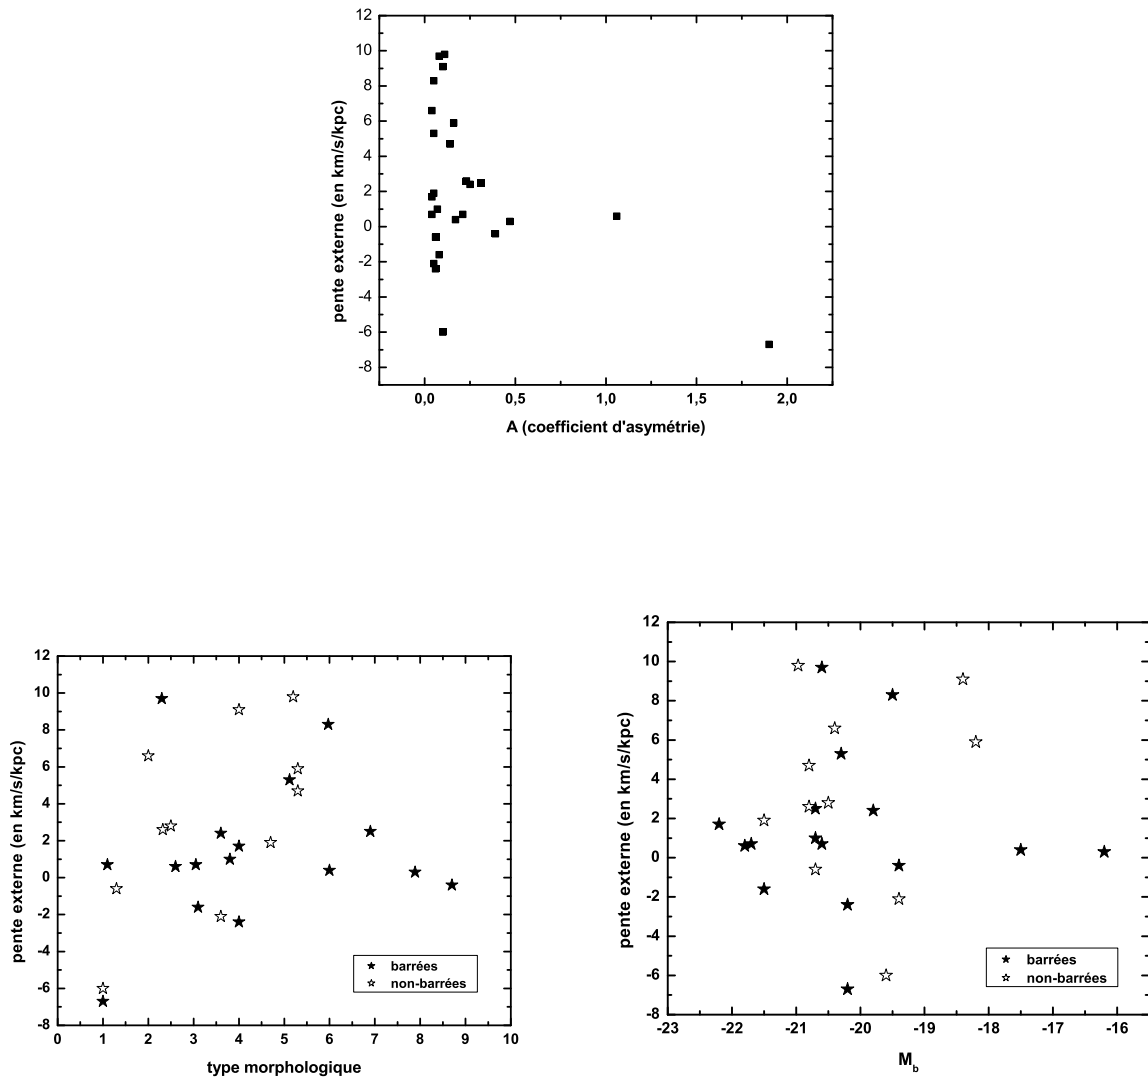 12
10
8
6
4
2
0
-2
-4
-6
-8
pente externe (en km/s/kpc)
0,0 0,5 1,0 1,5 2,0
A (coefficient d'asymétrie)
12
10
8
6
4
2
0
-2
-4
-6
-8
pente externe (en km/s/kpc)
barrées
non-barrées
0 1 2 3 4 5 6 7 8 9 10
type morphologique
12
10
8
6
4
2
0
-2
-4
-6
-8
pente externe (en km/s/kpc)
barrées
non-barrées
-23 -22 -21 -20 -19 -18 -17 -16
M_b